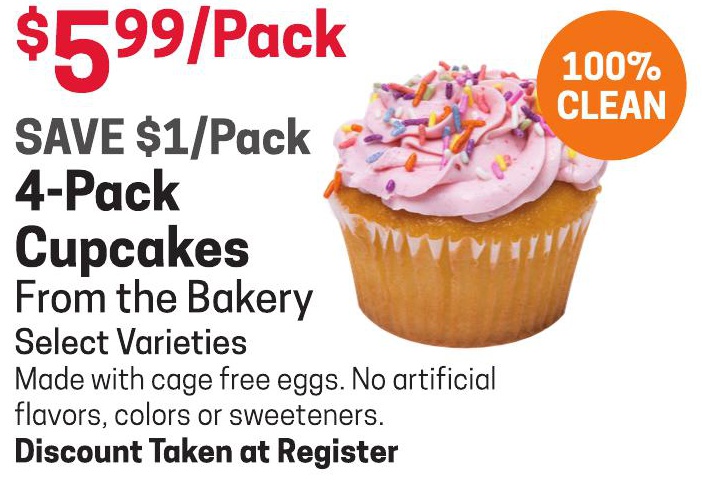 $5.99/Pack
100%
CLEAN
SAVE $1/Pack
4-Pack
Cupcakes
From the Bakery
Select Varieties
Made with cage free eggs. No artificial
flavors, colors or sweeteners.
Discount Taken at Register